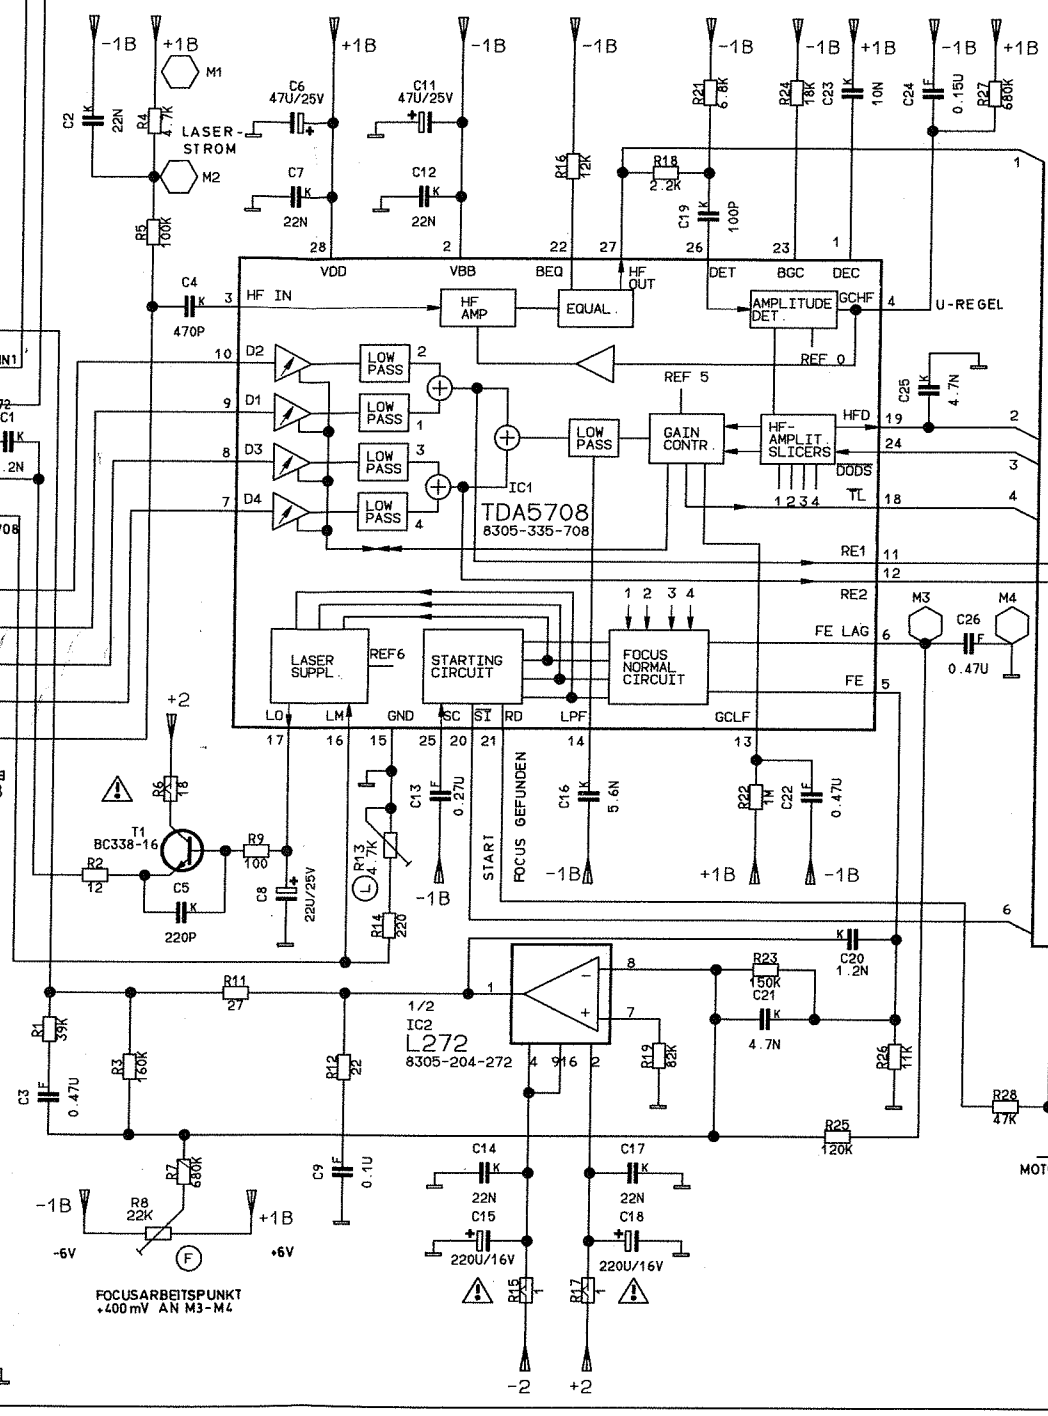 -1B +1B +1B -1B -1B -1B -1B +1B -1B +1B
M1
C2 22N
R4 4.7K
LASER-
STROM
M2
R5 100K
C6
47U/25V
C11
47U/25V
C7
22N
C12
22N
R16 12K
R18
2.2K
R21 6.8K
C19 100P
R24 18K
C23 10N
C24 0.15U
R27 680K
1
28 2 22 27 26 23 1
VDD VBB BEQ HF OUT DET BGC DEC
C4
470P
3 HF IN
HF
AMP
EQUAL.
AMPLITUDE
DET.
GCHF 4 U-REGEL
REF 0
10 D2
LOW
PASS
2
REF 5
C25 4.7N
9 D1
LOW
PASS
1
LOW
PASS
GAIN
CONTR.
HF-
AMPLIT.
SLICERS
HFD 19 2
24 3
DODS
8 D3
LOW
PASS
3
1234
TL 18 4
7 D4
LOW
PASS
4
IC1
TDA5708
8305-335-708
RE1 11
12
RE2
N1
72
C1
.2N
708
1 2 3 4
LASER
SUPPL.
REF6
STARTING
CIRCUIT
FOCUS
NORMAL
CIRCUIT
FE LAG 6
M3 M4
C26
0.47U
FE 5
LO LM GND SC SI RD LPF GCLF
17 16 15 25 20 21 14 13
+2
R6 18
T1
BC338-16
R9
100
R2
12
C5
220P
C8 22U/25V
R13 4.7K
L
R14 220
C13 0.27U
-1B
START
FOCUS GEFUNDEN
C16 5.6N
-1B
R22 1M
C22 0.47U
+1B -1B
6
C20
1.2N
R11
27
1
8
7
1/2
IC2
L272
8305-204-272
4 9 16 2
R23
150K
C21
4.7N
R19 82K
R26 11K
R1 39K
R3 160K
R12 22
C3 0.47U
R28
47K
R25
120K
R7 680K
C9 0.1U
C14
22N
C17
22N
C15
220U/16V
C18
220U/16V
MOT
-1B
R8
22K
+1B
-6V
F
+6V
FOCUSARBEITSPUNKT
+400mV AN M3-M4
R15 1
R17 1
-2 +2